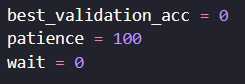 best_validation_acc = 0
patience = 100
wait = 0